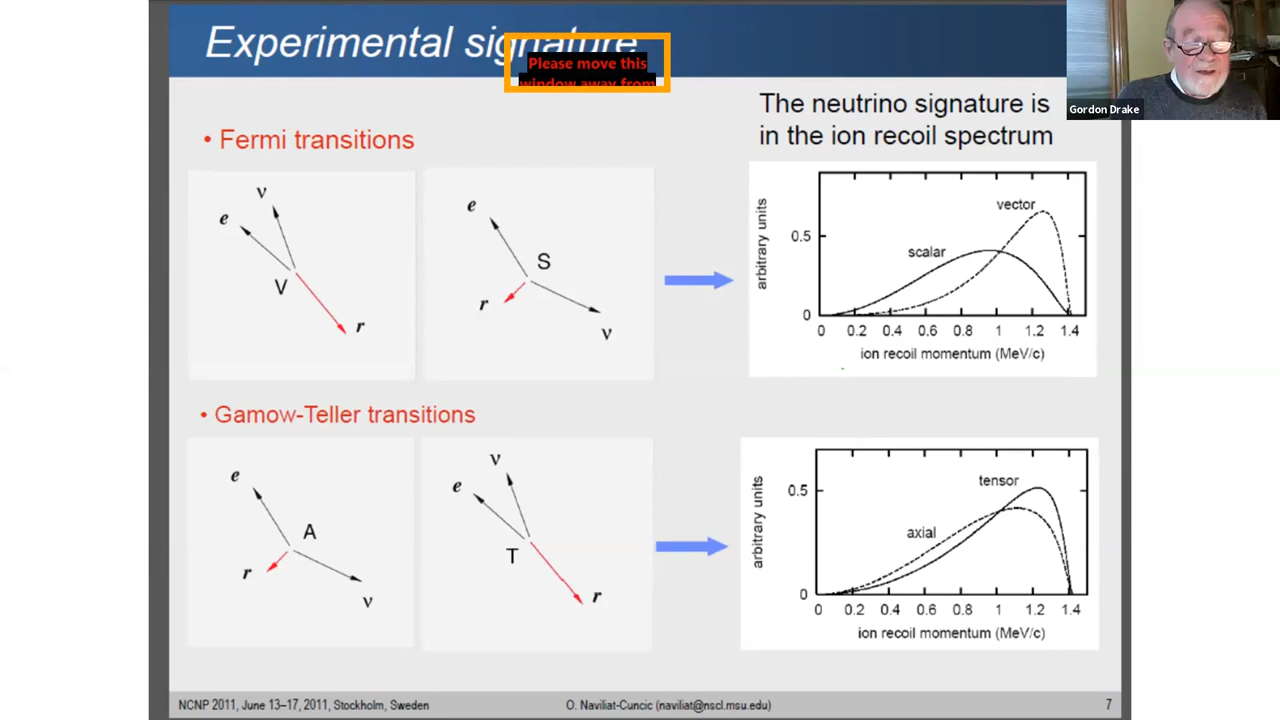 Experimental signature
Please move this
window away from
Gordon Drake
The neutrino signature is
in the ion recoil spectrum
• Fermi transitions
ν
e
V
r
e
S
r
ν
arbitrary units
0.5
0
vector
scalar
0 0.2 0.4 0.6 0.8 1 1.2 1.4
ion recoil momentum (MeV/c)
• Gamow-Teller transitions
e
A
r
ν
ν
e
T
r
arbitrary units
0.5
0
tensor
axial
0 0.2 0.4 0.6 0.8 1 1.2 1.4
ion recoil momentum (MeV/c)
NCNP 2011, June 13–17, 2011, Stockholm, Sweden
O. Naviliat-Cuncic (naviliat@nscl.msu.edu)
7